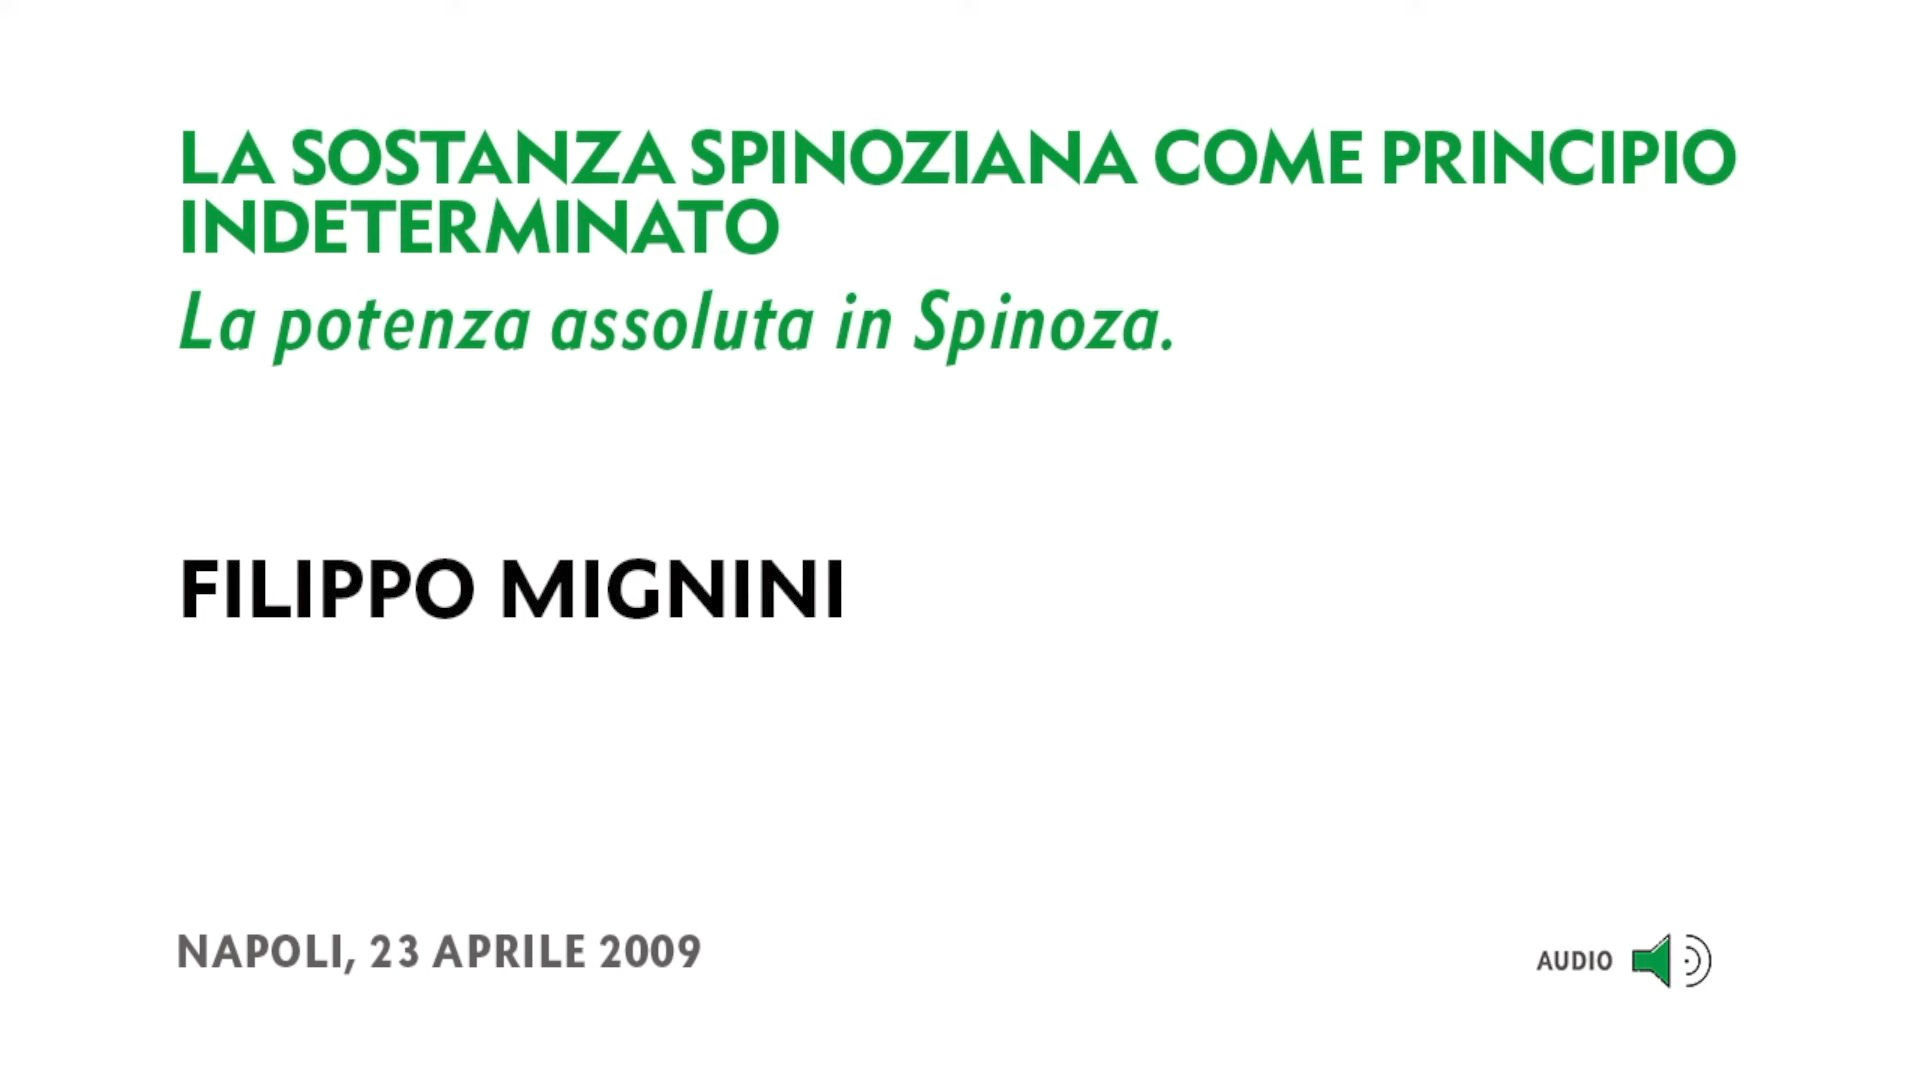 LA SOSTANZA SPINOZIANA COME PRINCIPIO
INDETERMINATO
La potenza assoluta in Spinoza.
FILIPPO MIGNINI
NAPOLI, 23 APRILE 2009
AUDIO